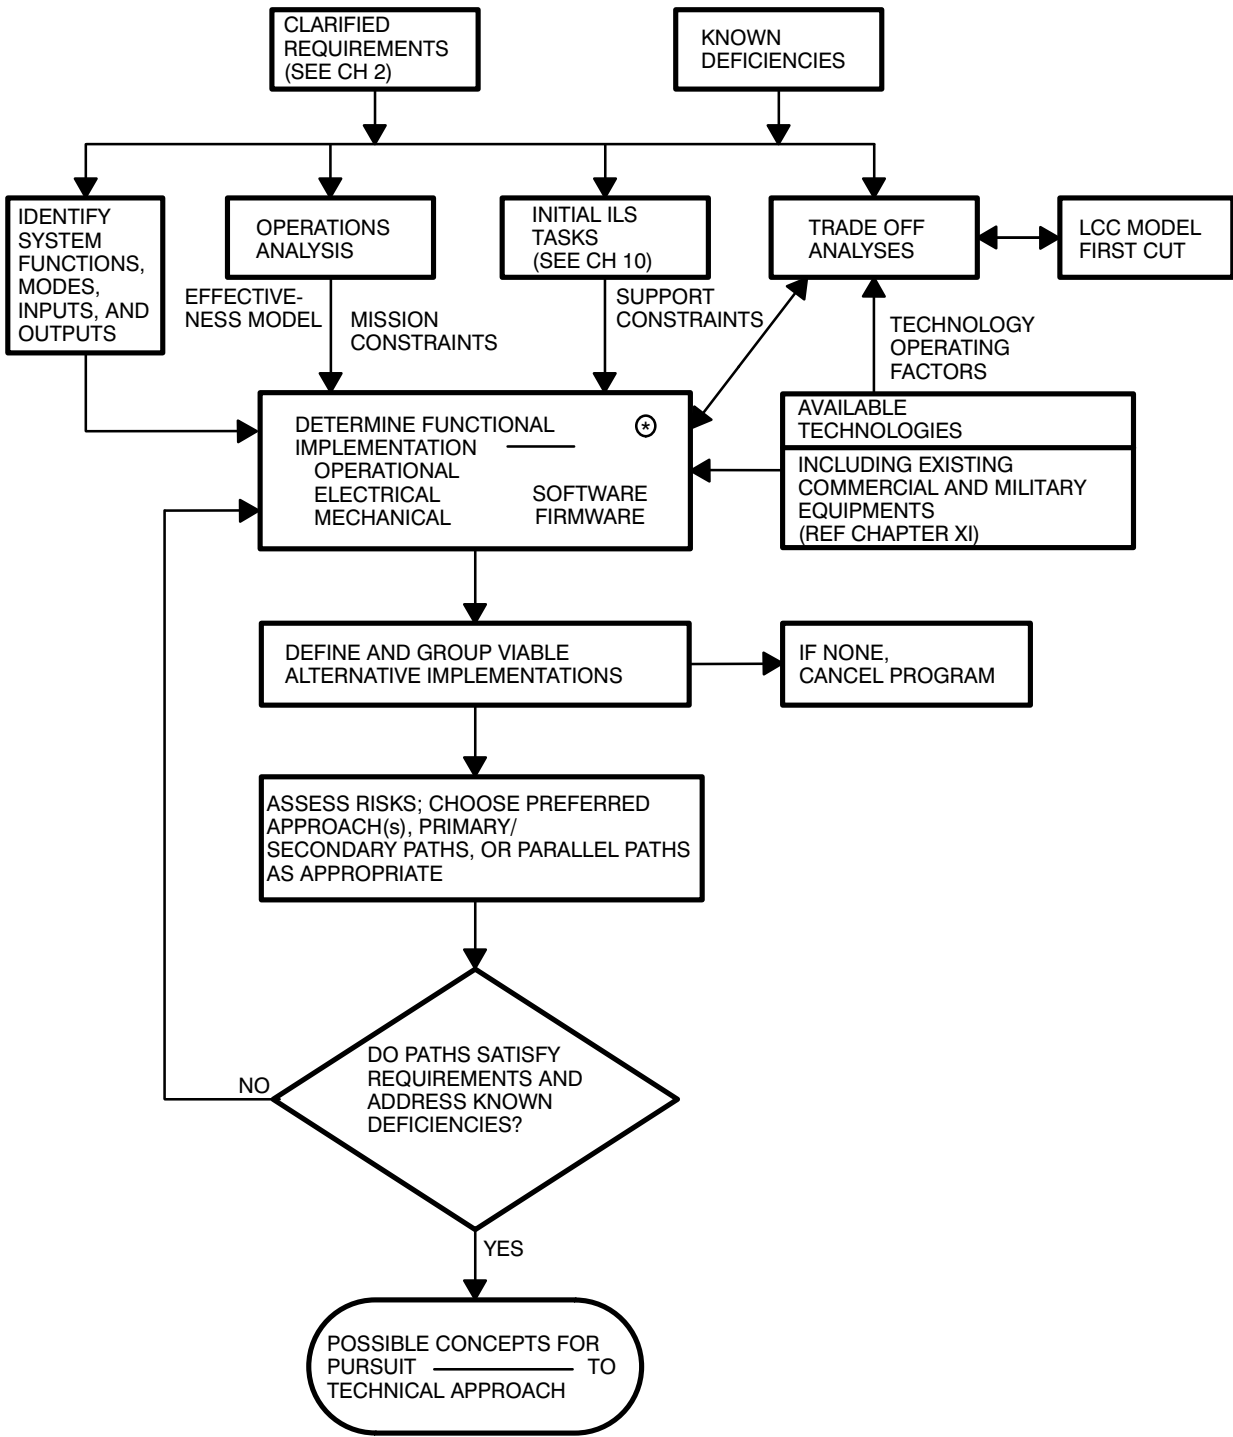 CLARIFIED
REQUIREMENTS
(SEE CH 2)
KNOWN
DEFICIENCIES
IDENTIFY
SYSTEM
FUNCTIONS,
MODES,
INPUTS, AND
OUTPUTS
OPERATIONS
ANALYSIS
INITIAL ILS
TASKS
(SEE CH 10)
TRADE OFF
ANALYSES
LCC MODEL
FIRST CUT
EFFECTIVE-
NESS MODEL
MISSION
CONSTRAINTS
SUPPORT
CONSTRAINTS
TECHNOLOGY
OPERATING
FACTORS
DETERMINE FUNCTIONAL
IMPLEMENTATION
OPERATIONAL
ELECTRICAL
MECHANICAL
*
SOFTWARE
FIRMWARE
AVAILABLE
TECHNOLOGIES
INCLUDING EXISTING
COMMERCIAL AND MILITARY
EQUIPMENTS
(REF CHAPTER XI)
DEFINE AND GROUP VIABLE
ALTERNATIVE IMPLEMENTATIONS
IF NONE,
CANCEL PROGRAM
ASSESS RISKS; CHOOSE PREFERRED
APPROACH(s), PRIMARY/
SECONDARY PATHS, OR PARALLEL PATHS
AS APPROPRIATE
DO PATHS SATISFY
REQUIREMENTS AND
ADDRESS KNOWN
DEFICIENCIES?
NO
YES
POSSIBLE CONCEPTS FOR
PURSUIT ——— TO
TECHNICAL APPROACH